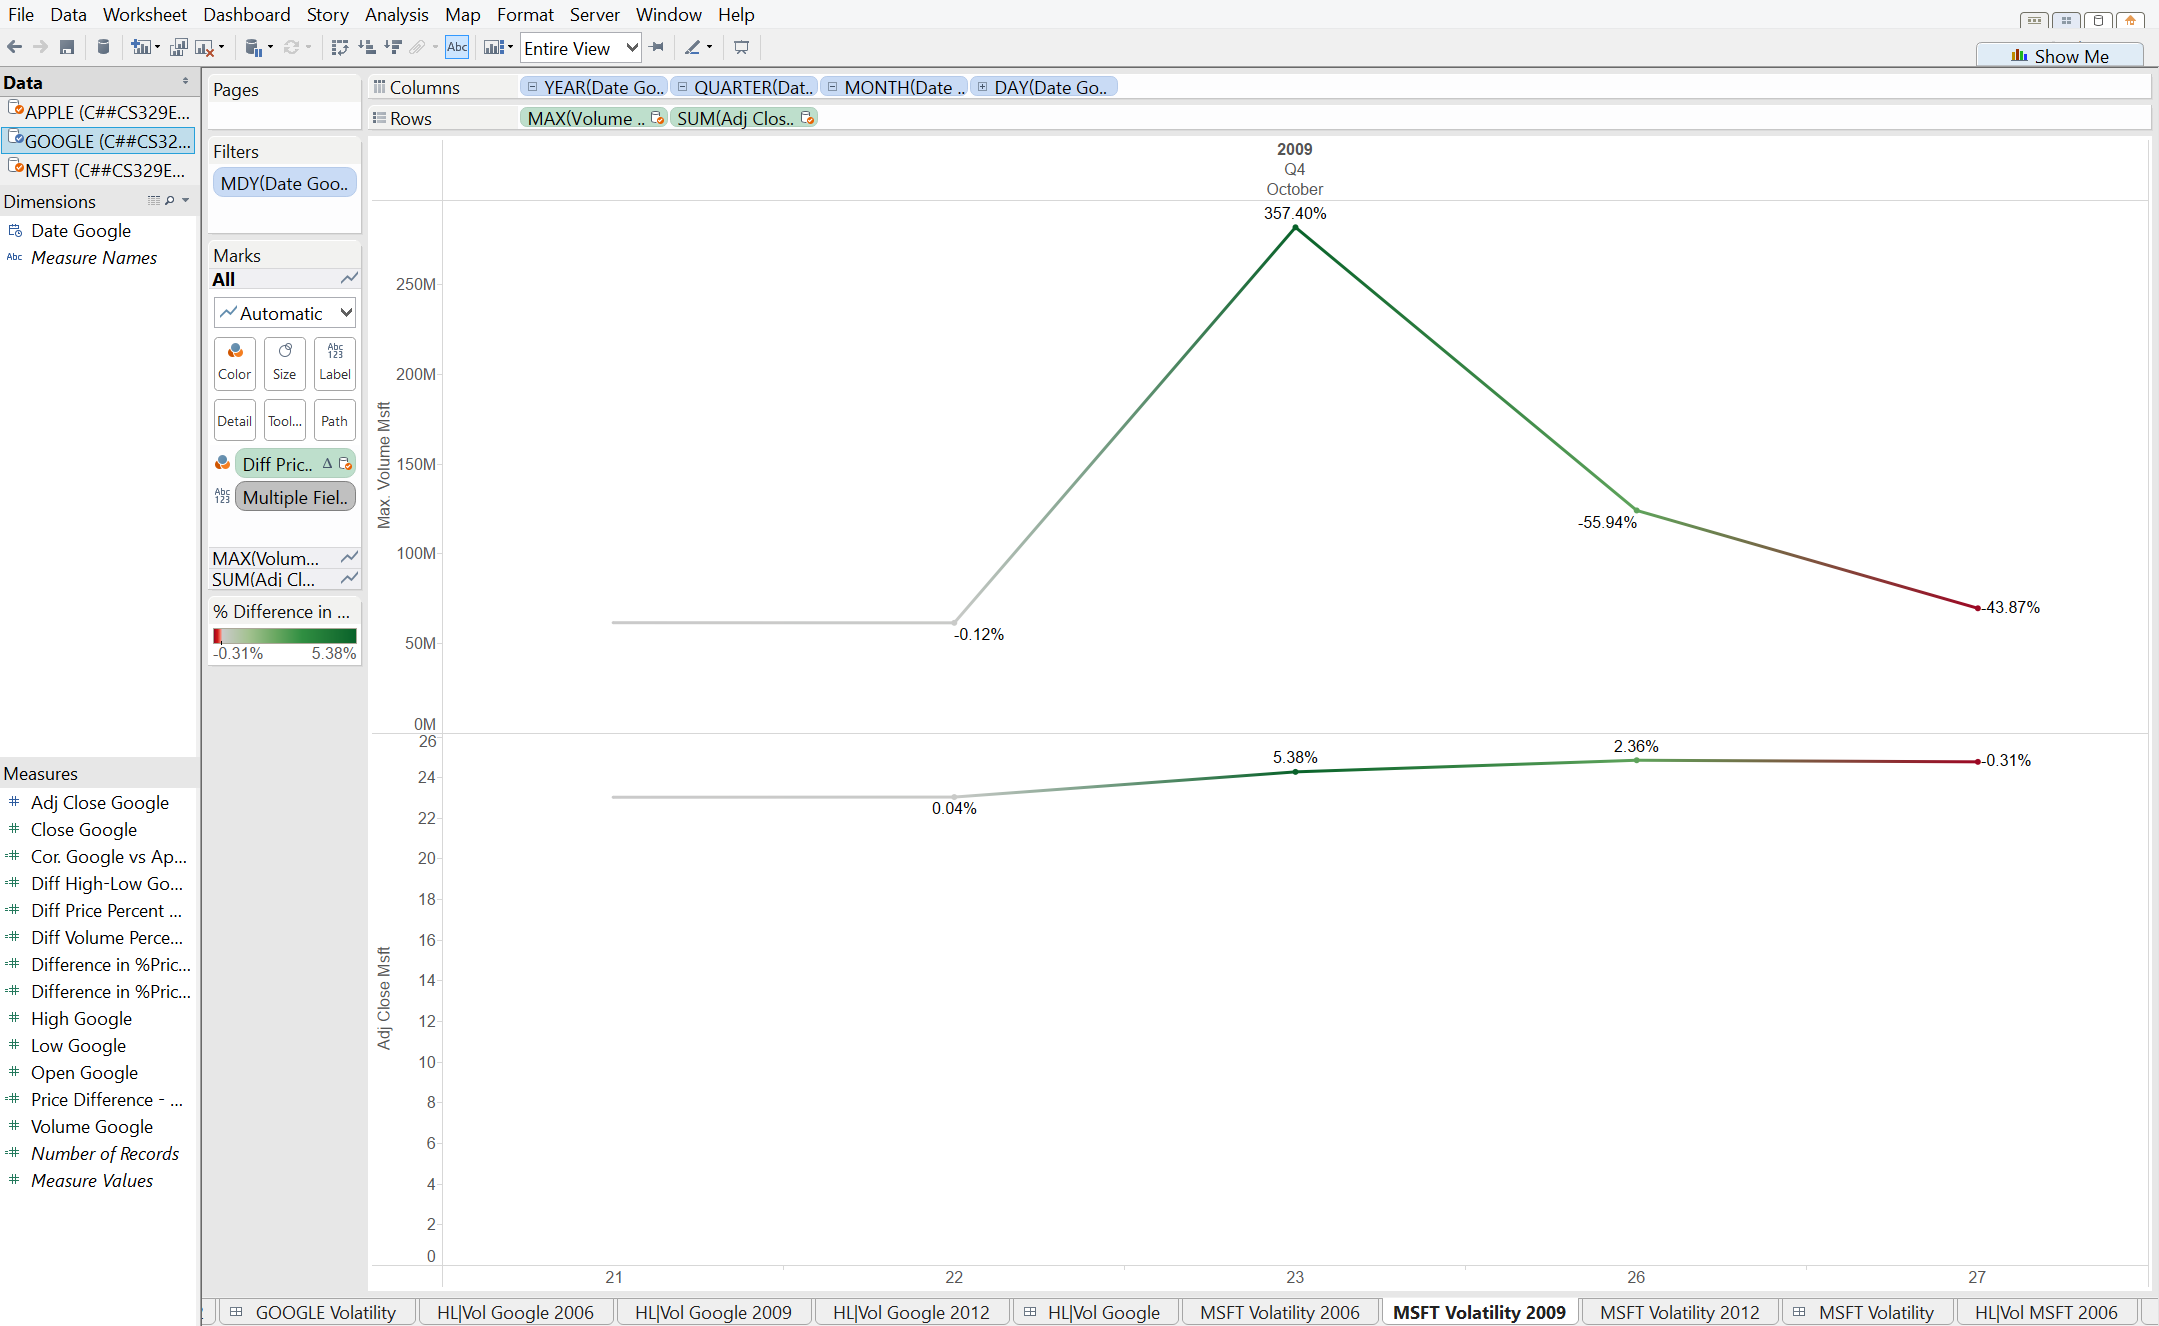 File Data Worksheet Dashboard Story Analysis Map Format Server Window Help
Abc Entire View
Show Me
Data
APPLE (C##CS329E...
GOOGLE (C##CS32...
MSFT (C##CS329E...
Dimensions
Date Google
Abc Measure Names
Measures
Adj Close Google
Close Google
Cor. Google vs Ap...
Diff High-Low Go...
Diff Price Percent ...
Diff Volume Perce...
Difference in %Pric...
Difference in %Pric...
High Google
Low Google
Open Google
Price Difference - ...
Volume Google
Number of Records
Measure Values
Pages
Filters
MDY(Date Goo..
Marks
All
Automatic
Color Size Abc 123 Label
Detail Tool... Path
Diff Pric.. Δ
Abc 123 Multiple Fiel..
MAX(Volum...
SUM(Adj Cl...
% Difference in ...
-0.31% 5.38%
Columns YEAR(Date Go.. QUARTER(Dat.. MONTH(Date .. DAY(Date Go..
Rows MAX(Volume .. SUM(Adj Clos..
2009
Q4
October
357.40%
250M
200M
150M
100M
50M
0M
Max. Volume Msft
-0.12%
-55.94%
-43.87%
26
24
22
20
18
16
14
12
10
8
6
4
2
0
Adj Close Msft
0.04%
5.38%
2.36%
-0.31%
21 22 23 26 27
GOOGLE Volatility HL|Vol Google 2006 HL|Vol Google 2009 HL|Vol Google 2012 HL|Vol Google MSFT Volatility 2006 MSFT Volatility 2009 MSFT Volatility 2012 MSFT Volatility HL|Vol MSFT 2006